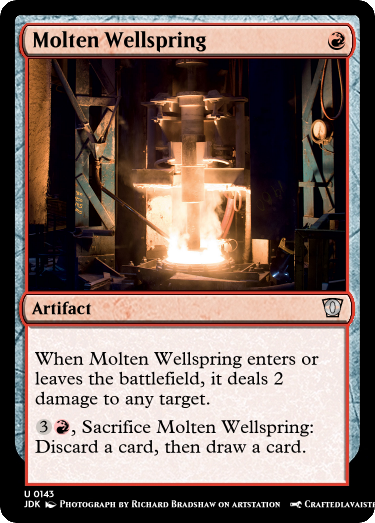 Molten Wellspring
Artifact
When Molten Wellspring enters or
leaves the battlefield, it deals 2
damage to any target.
3 , Sacrifice Molten Wellspring:
Discard a card, then draw a card.
U 0143
JDK Photograph by Richard Bradshaw on artstation Craftedlavaiste